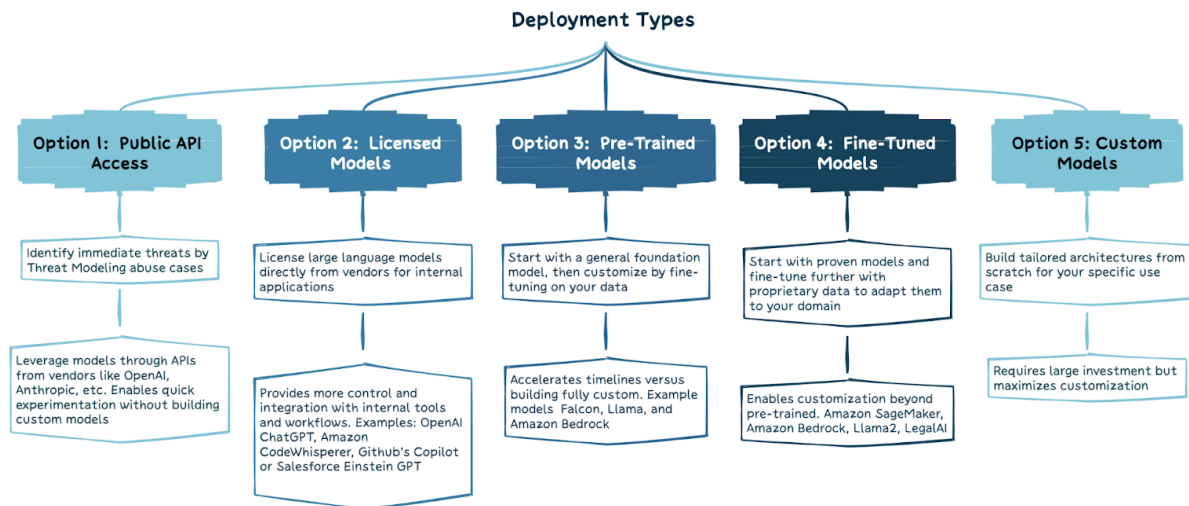 Deployment Types
Option 1: Public API
Access
Identify immediate threats by
Threat Modeling abuse cases
Leverage models through APIs
from vendors like OpenAI,
Anthropic, etc. Enables quick
experimentation without building
custom models
Option 2: Licensed
Models
License large language models
directly from vendors for internal
applications
Provides more control and
integration with internal tools
and workflows. Examples: OpenAI
ChatGPT, Amazon
CodeWhisperer, Github's Copilot
or Salesforce Einstein GPT
Option 3: Pre-Trained
Models
Start with a general foundation
model, then customize by fine-
tuning on your data
Accelerates timelines versus
building fully custom. Example
models Falcon, Llama, and
Amazon Bedrock
Option 4: Fine-Tuned
Models
Start with proven models and
fine-tune further with
proprietary data to adapt them
to your domain
Enables customization beyond
pre-trained. Amazon SageMaker,
Amazon Bedrock, Llama2, LegalAI
Option 5: Custom
Models
Build tailored architectures from
scratch for your specific use
case
Requires large investment but
maximizes customization